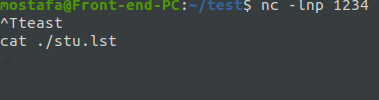 mostafa@Front-end-PC:~/test$ nc -lnp 1234
^Tteast
cat ./stu.lst